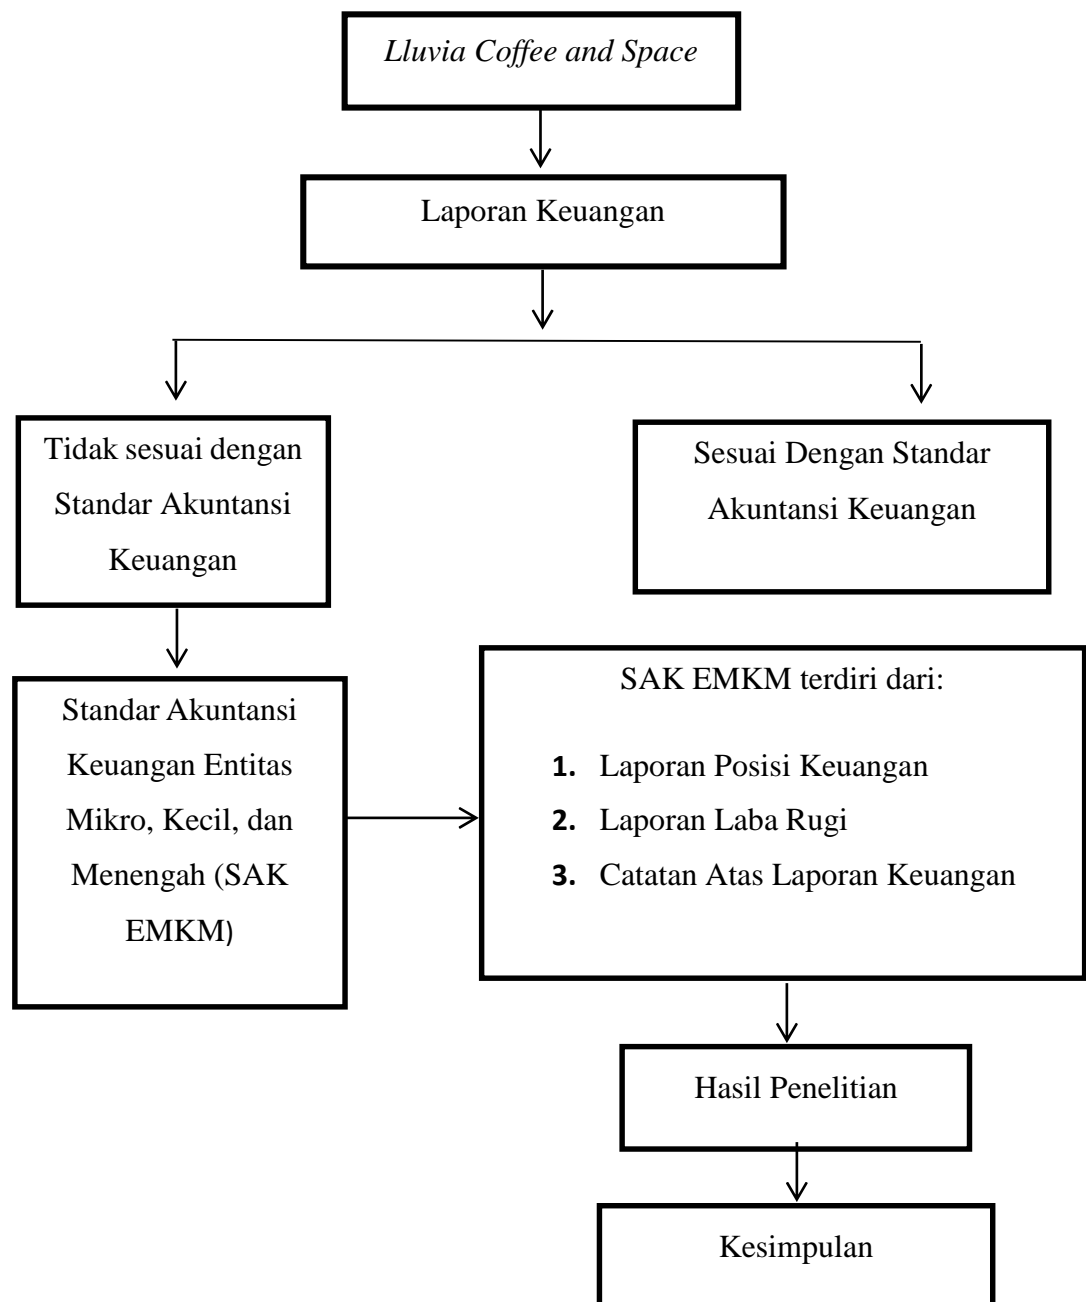 Lluvia Coffee and Space
Laporan Keuangan
Tidak sesuai dengan
Standar Akuntansi
Keuangan
Sesuai Dengan Standar
Akuntansi Keuangan
Standar Akuntansi
Keuangan Entitas
Mikro, Kecil, dan
Menengah (SAK
EMKM)
SAK EMKM terdiri dari:
1. Laporan Posisi Keuangan
2. Laporan Laba Rugi
3. Catatan Atas Laporan Keuangan
Hasil Penelitian
Kesimpulan